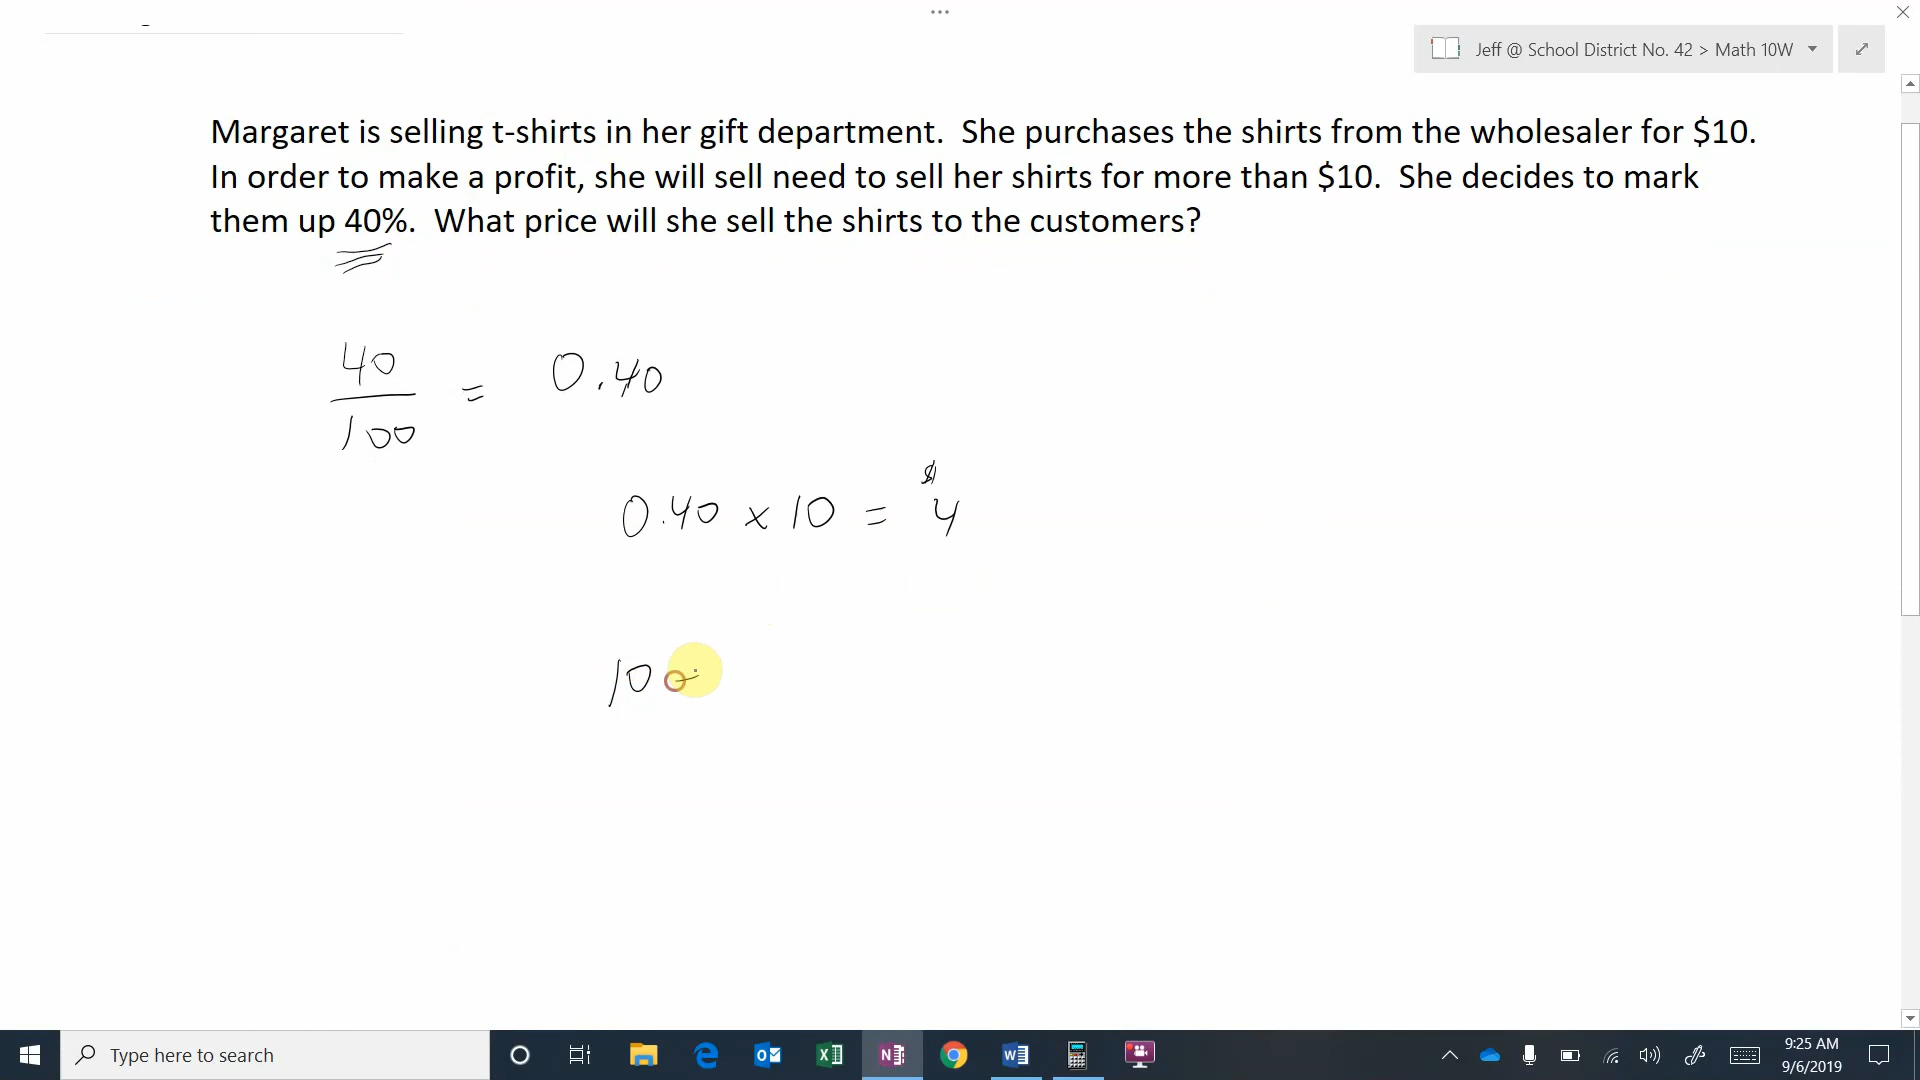 Jeff @ School District No. 42 > Math 10W
Margaret is selling t-shirts in her gift department. She purchases the shirts from the wholesaler for $10.
In order to make a profit, she will sell need to sell her shirts for more than $10. She decides to mark
them up 40%. What price will she sell the shirts to the customers?
40
100
= 0.40
0.40 x 10 = $4
10
Type here to search
9:25 AM
9/6/2019